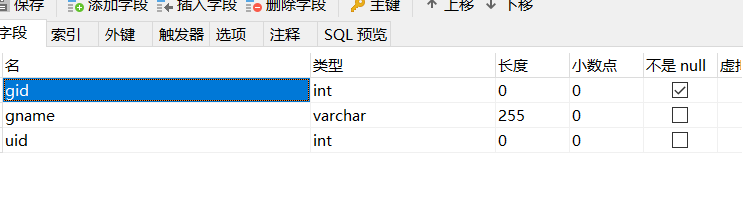 保存 添加字段 插入字段 删除字段 主键 上移 下移
字段 索引 外键 触发器 选项 注释 SQL 预览
名 类型 长度 小数点 不是 null
gid int 0 0
gname varchar 255 0
uid int 0 0